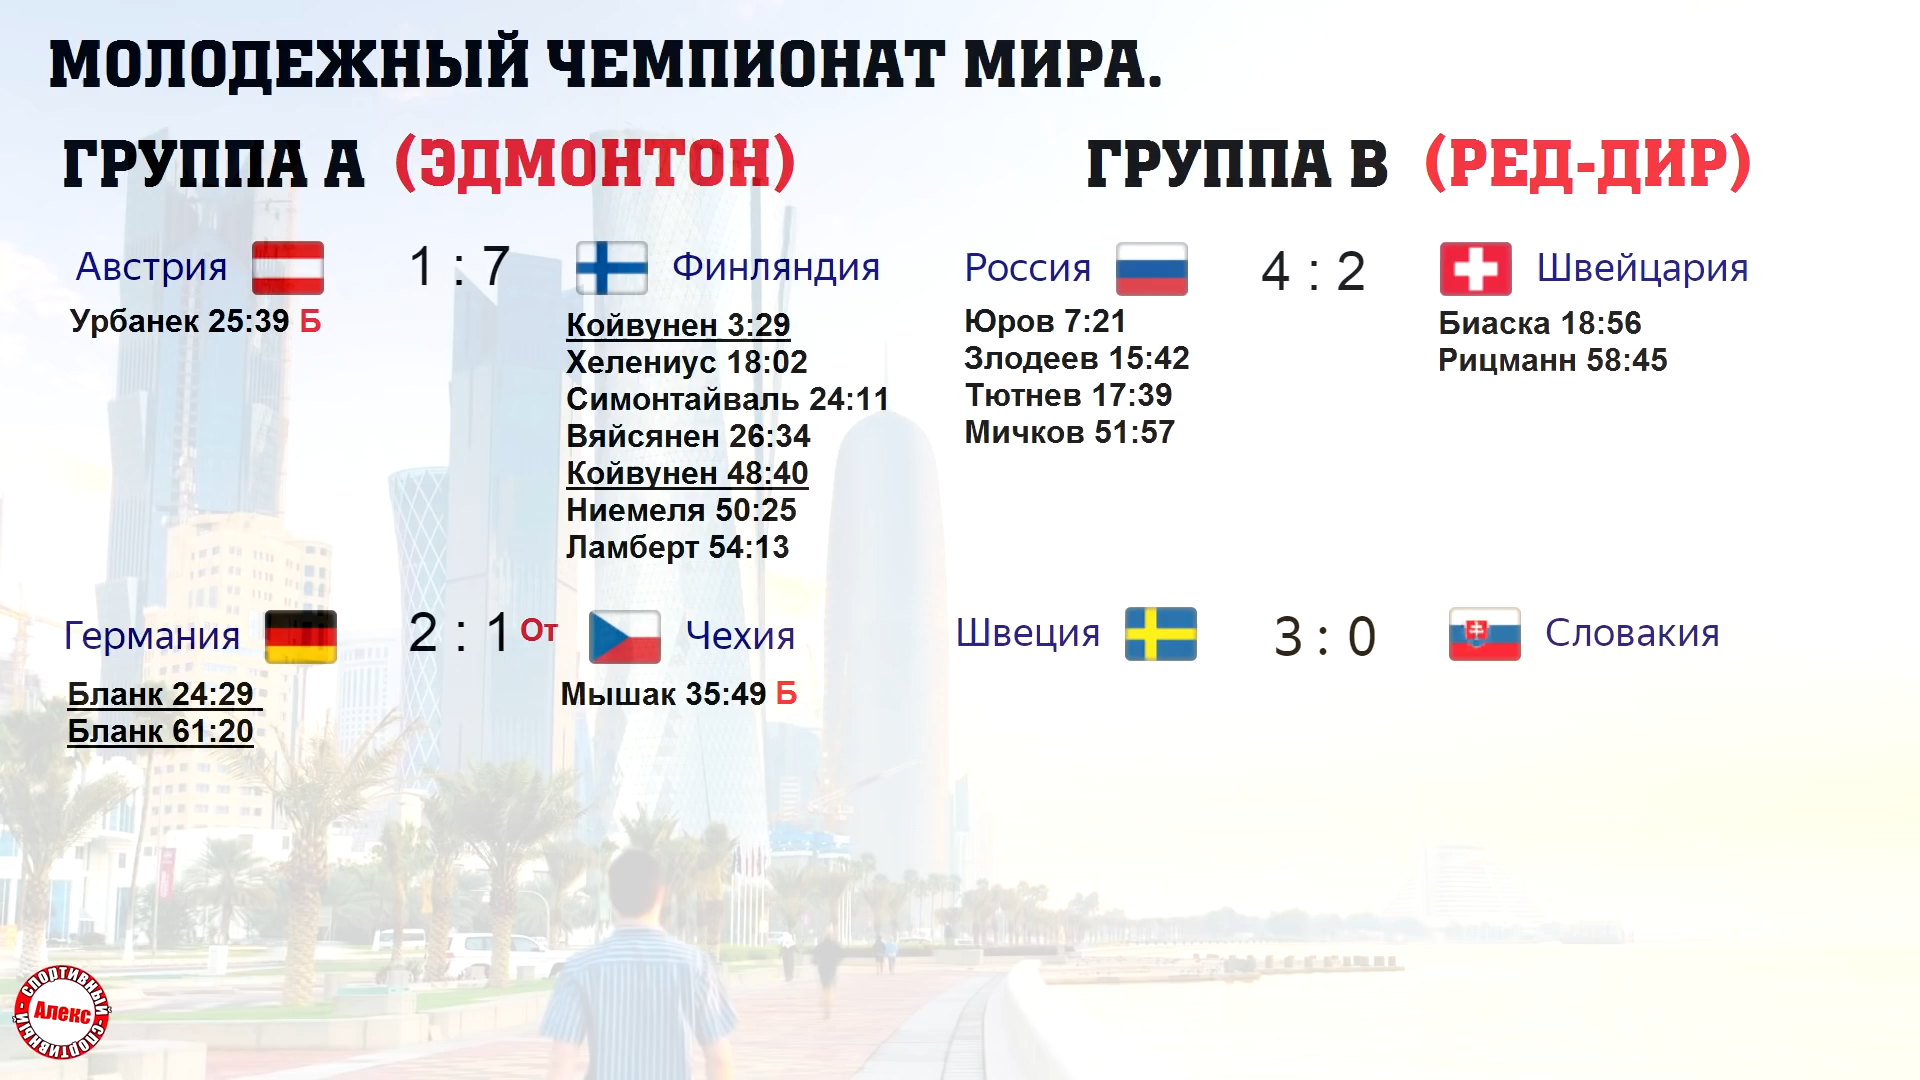 МОЛОДЕЖНЫЙ ЧЕМПИОНАТ МИРА.
ГРУППА А (ЭДМОНТОН)
Австрия 1 : 7 Финляндия
Урбанек 25:39 Б
Койвунен 3:29
Хелениус 18:02
Симонтайваль 24:11
Вяйсянен 26:34
Койвунен 48:40
Ниемеля 50:25
Ламберт 54:13
Германия 2 : 1 От Чехия
Бланк 24:29
Бланк 61:20
Мышак 35:49 Б
ГРУППА В (РЕД-ДИР)
Россия 4 : 2 Швейцария
Юров 7:21
Злодеев 15:42
Тютнев 17:39
Мичков 51:57
Биаска 18:56
Рицманн 58:45
Швеция 3 : 0 Словакия
СПОРТИВНЫЙ - СПОРТИВНЫЙ -
Алекс